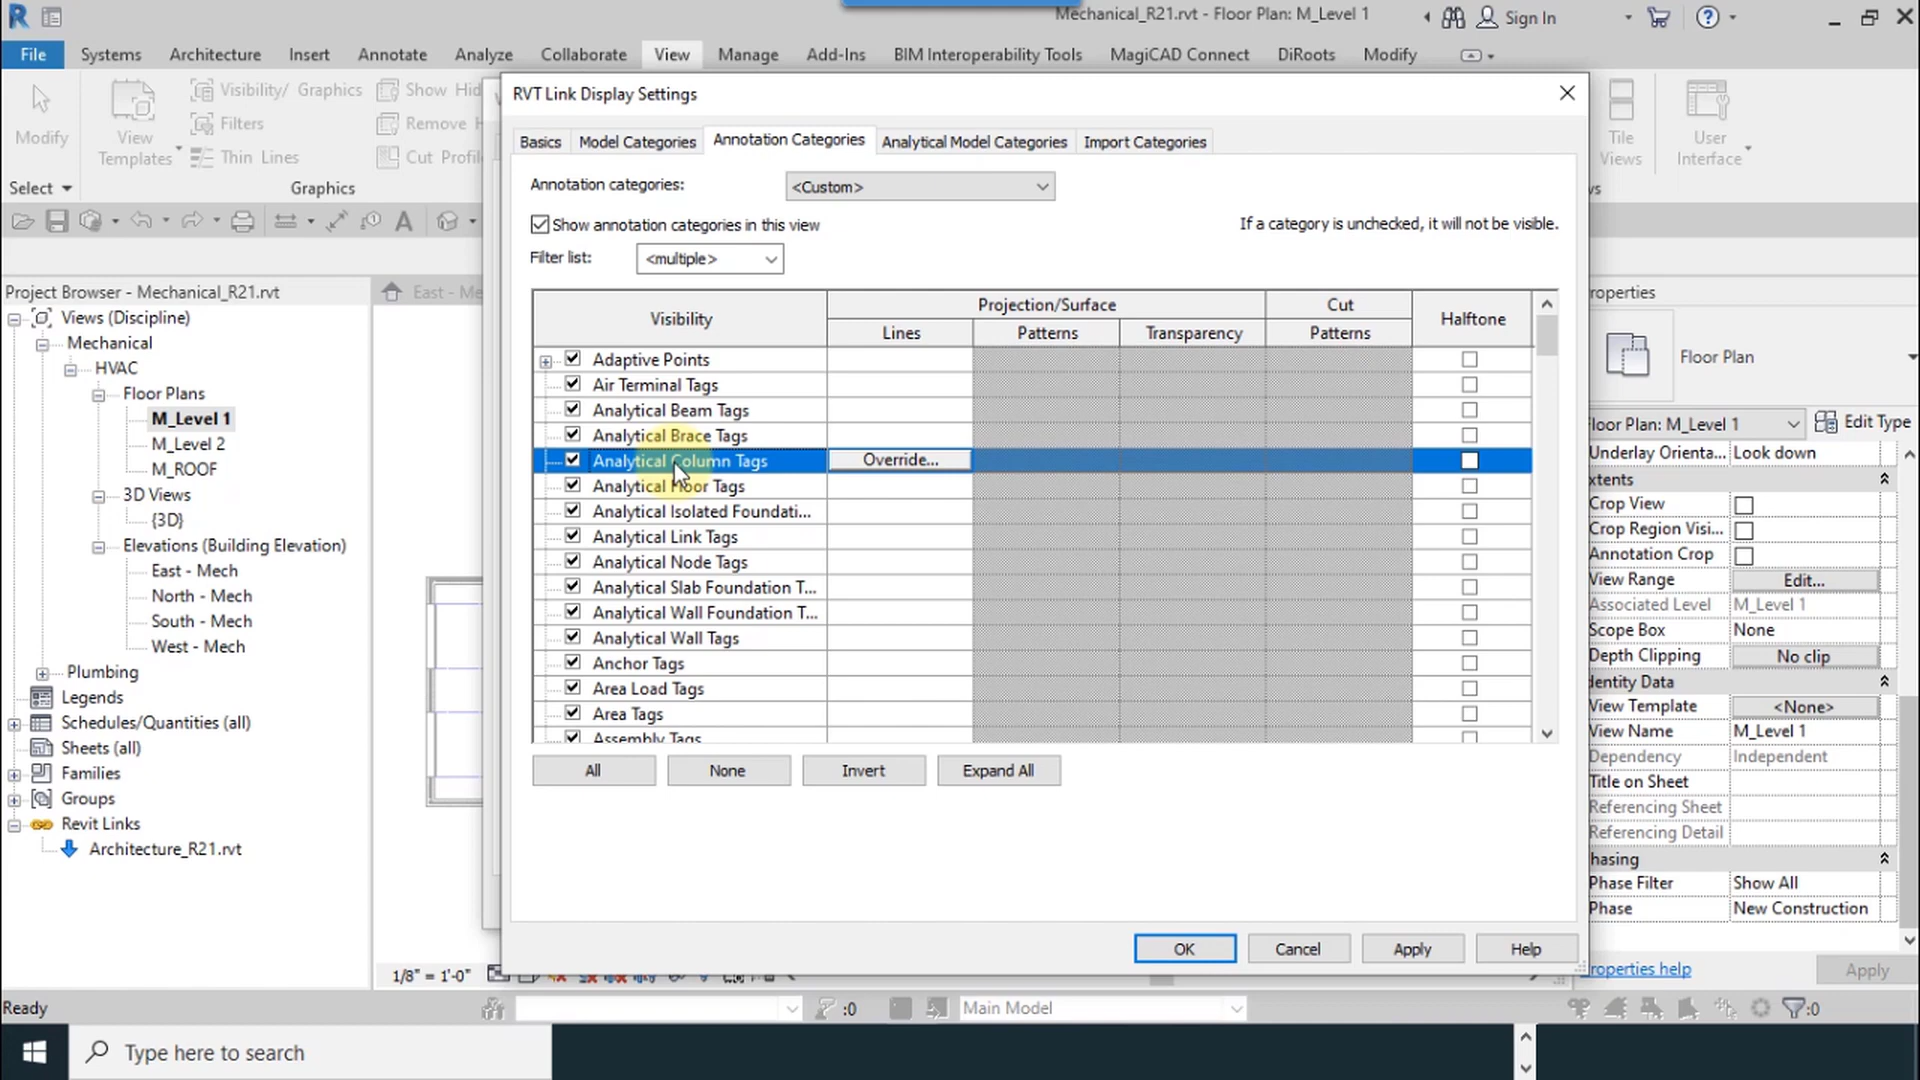 Mechanical_R21.rvt - Floor Plan: M_Level 1
Sign In
File Systems Architecture Insert Annotate Analyze Collaborate View Manage Add-Ins BIM Interoperability Tools MagiCAD Connect DiRoots Modify
Modify
View
Templates
Visibility/ Graphics
Filters
Thin Lines
Show Hid
Remove
Cut Profil
Tile
Views
User
Interface
Select
Graphics
RVT Link Display Settings
Basics Model Categories Annotation Categories Analytical Model Categories Import Categories
Annotation categories: <Custom>
Show annotation categories in this view
If a category is unchecked, it will not be visible.
Filter list: <multiple>
Visibility
Projection/Surface
Cut
Halftone
Lines Patterns Transparency Patterns
Adaptive Points
Air Terminal Tags
Analytical Beam Tags
Analytical Brace Tags
Analytical Column Tags Override...
Analytical Floor Tags
Analytical Isolated Foundati...
Analytical Link Tags
Analytical Node Tags
Analytical Slab Foundation T...
Analytical Wall Foundation T...
Analytical Wall Tags
Anchor Tags
Area Load Tags
Area Tags
Assembly Tags
All None Invert Expand All
OK Cancel Apply Help
Project Browser - Mechanical_R21.rvt
East - Me
Views (Discipline)
Mechanical
HVAC
Floor Plans
M_Level 1
M_Level 2
M_ROOF
3D Views
{3D}
Elevations (Building Elevation)
East - Mech
North - Mech
South - Mech
West - Mech
Plumbing
Legends
Schedules/Quantities (all)
Sheets (all)
Families
Groups
Revit Links
Architecture_R21.rvt
roperties
Floor Plan
loor Plan: M_Level 1
Edit Type
Underlay Orienta... Look down
xtents
Crop View
Crop Region Visi...
Annotation Crop
View Range Edit...
Associated Level M_Level 1
Scope Box None
Depth Clipping No clip
dentity Data
View Template <None>
View Name M_Level 1
Dependency Independent
Title on Sheet
Referencing Sheet
Referencing Detail
hasing
Phase Filter Show All
Phase New Construction
roperties help
Apply
1/8" = 1'-0"
Ready
:0
Main Model
:0
Type here to search